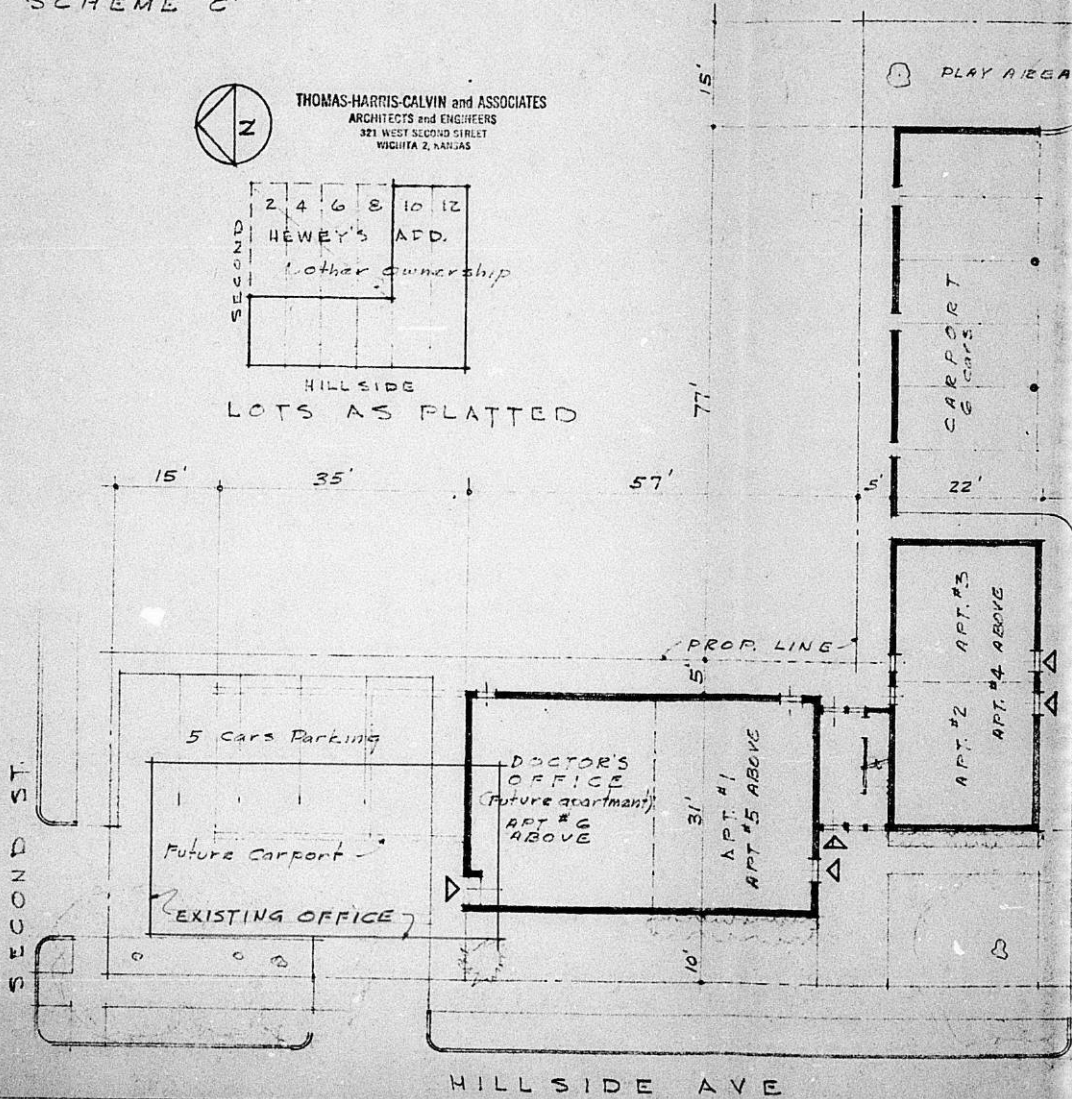 SCHEME C
15'
PLAY AREA
N
THOMAS-HARRIS-CALVIN and ASSOCIATES
ARCHITECTS and ENGINEERS
321 WEST SECOND STREET
WICHITA 2, KANSAS
2 4 6 8 10 12
HEWEY'S ADD.
other ownership
SECOND
HILLSIDE
LOTS AS PLATTED
77'
CARPORT
6 cars
15' 35' 57' 5' 22'
PROP. LINE
5'
APT. #2 APT. #3
APT. #4 ABOVE
5 Cars Parking
DOCTOR'S
OFFICE
(Future apartment)
APT #6
ABOVE
31'
APT. #1
APT #5 ABOVE
Future Carport
EXISTING OFFICE
10'
SECOND ST.
HILLSIDE AVE